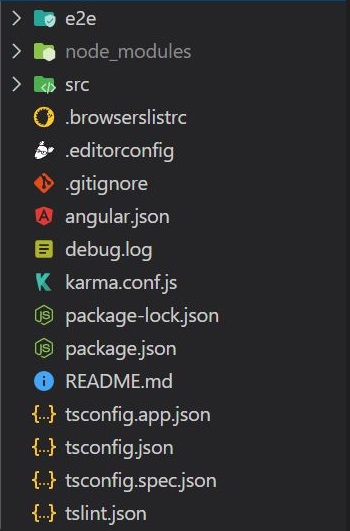 e2e
node_modules
src
.browserslistrc
.editorconfig
.gitignore
angular.json
debug.log
karma.conf.js
package-lock.json
package.json
README.md
tsconfig.app.json
tsconfig.json
tsconfig.spec.json
tslint.json